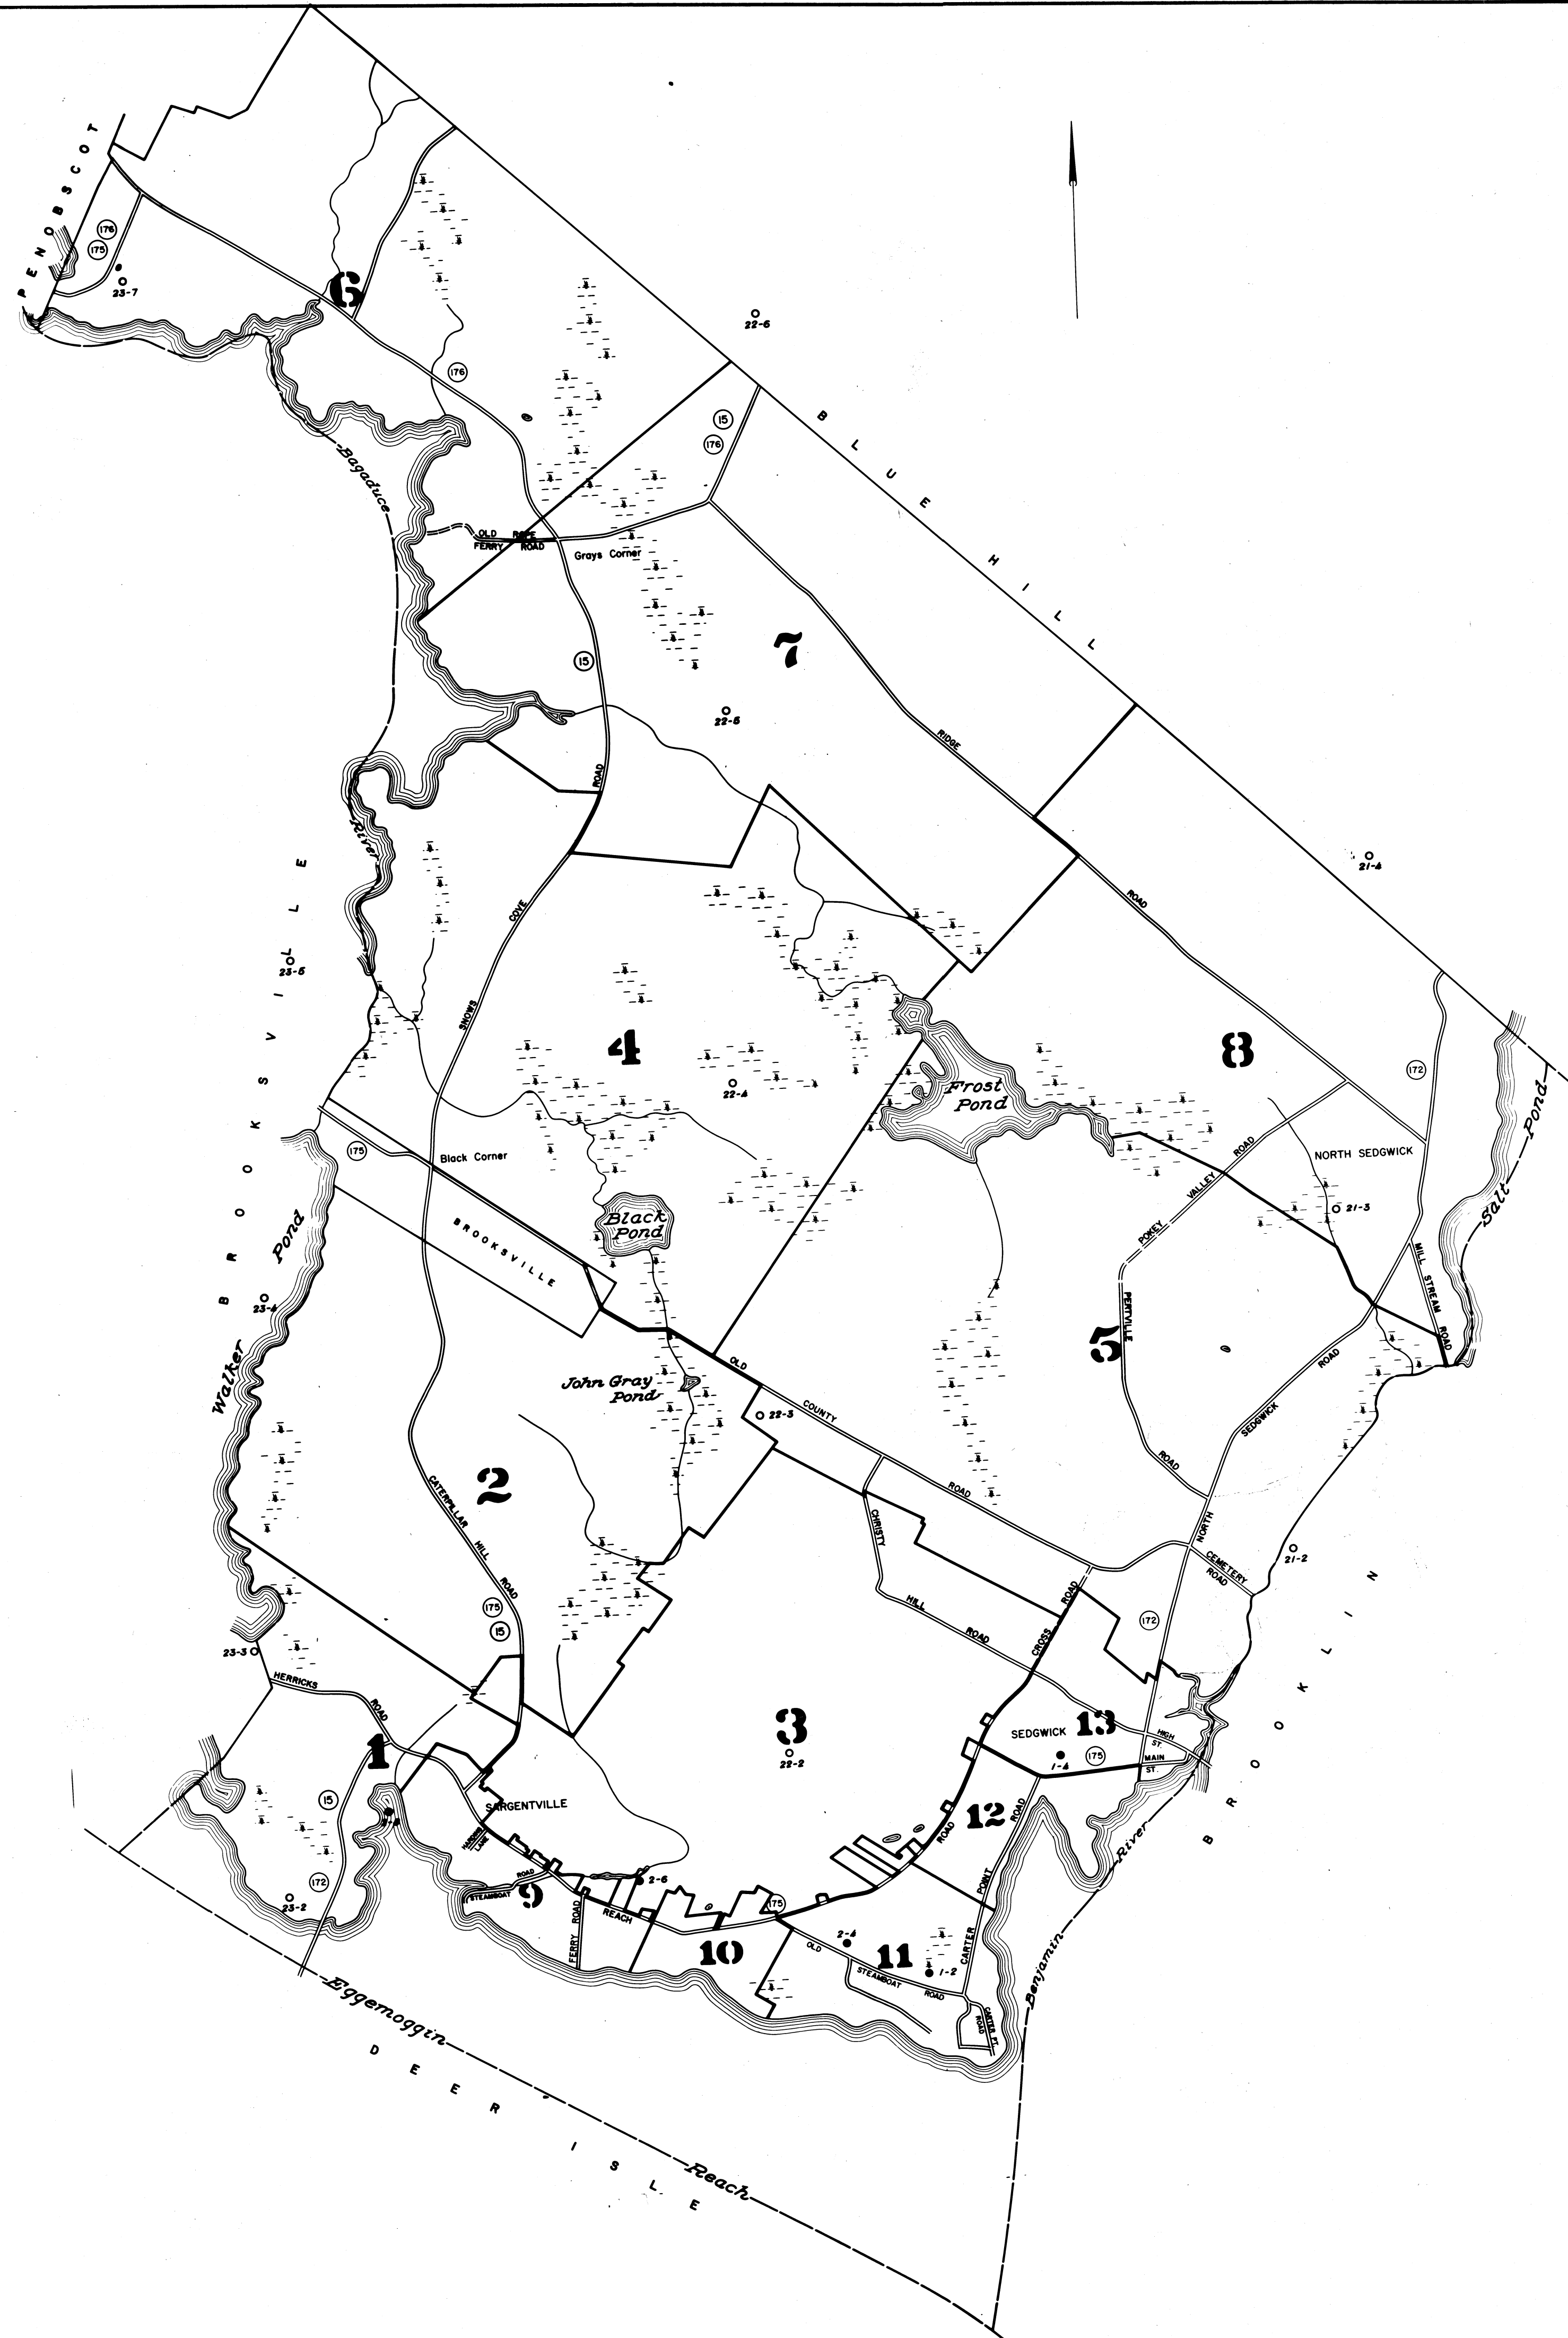 PENOBSCOT
176
175
23-7
6
22-6
176
15
176
BLUE HILL
Bagaduce
OLD
FERRY ROAD
Grays Corner
7
15
22-5
RIDGE
ROAD
River
21-4
BROOKSVILLE
23-5
COVE
ROAD
SNOWS
4
22-4
8
172
Frost
Pond
Salt Pond
NORTH SEDGWICK
175
Black Corner
VALLEY
ROAD
POKEY
21-3
Black
Pond
BROOKSVILLE
Walker Pond
23-4
MILL STREAM ROAD
PERTVILLE
5
ROAD
OLD
COUNTY
ROAD
John Gray
Pond
22-3
NORTH
SEDGWICK
ROAD
2
CATERPILLAR
HILL
ROAD
175
15
CHRISTY
HILL
ROAD
CEMETERY
ROAD
21-2
172
CROSS
ROAD
23-3
HERRICKS
ROAD
3
22-2
SEDGWICK
13
HIGH
ST.
MAIN
ST.
1-4
175
BROOKLIN
1
15
SARGENTVILLE
HARDING
LANE
12
ROAD
172
23-2
STEAMBOAT
ROAD
9
2-6
FERRY ROAD
REACH
175
10
OLD
STEAMBOAT
ROAD
2-4
11
1-2
CARTER
POINT
ROAD
CARTER PT.
ROAD
Benjamin River
Eggemoggin Reach
DEER ISLE